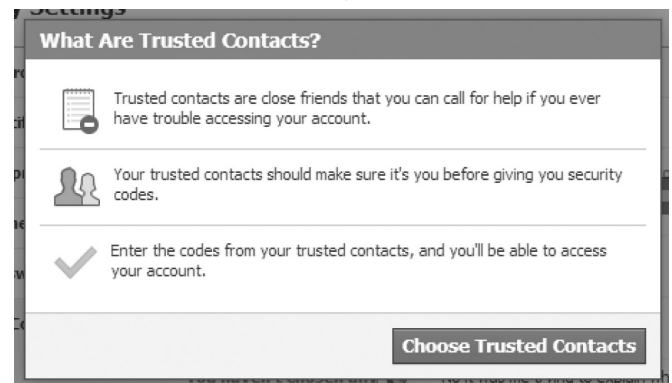 y Settings
What Are Trusted Contacts?
Trusted contacts are close friends that you can call for help if you ever
have trouble accessing your account.
Your trusted contacts should make sure it's you before giving you security
codes.
Enter the codes from your trusted contacts, and you'll be able to access
your account.
Choose Trusted Contacts